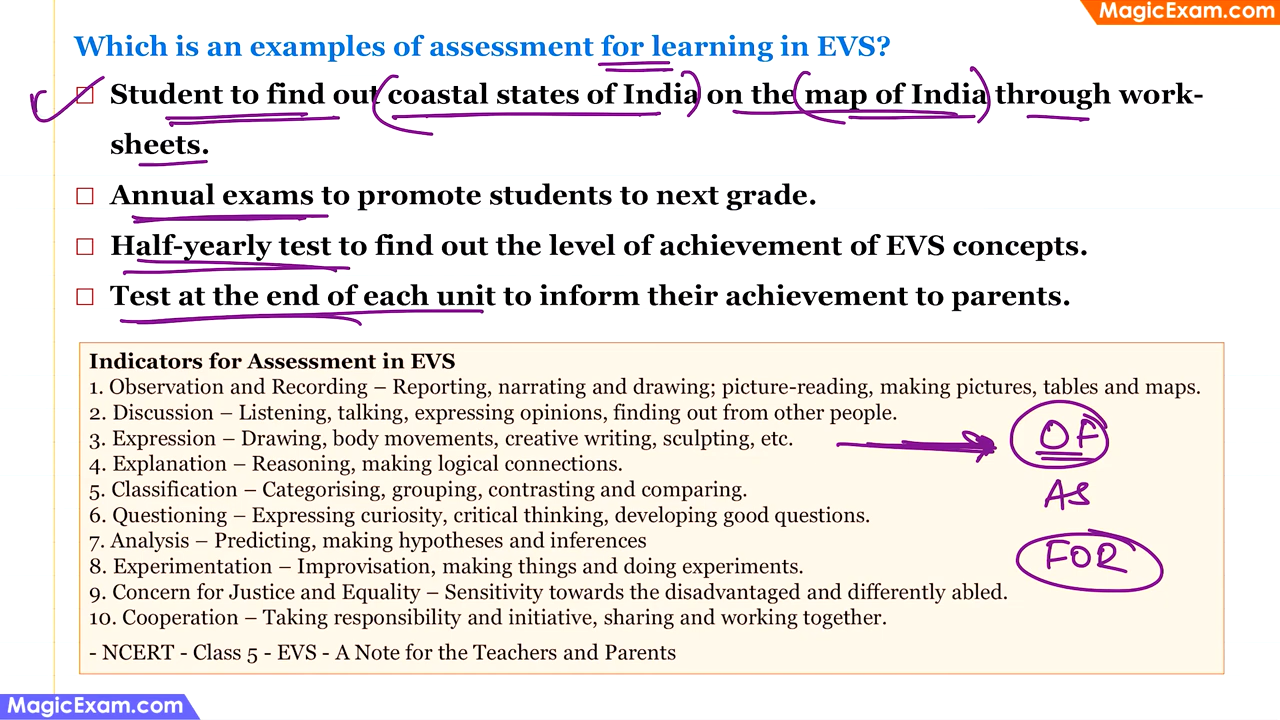 MagicExam.com
Which is an examples of assessment for learning in EVS?
Student to find out coastal states of India on the map of India through work-
sheets.
Annual exams to promote students to next grade.
Half-yearly test to find out the level of achievement of EVS concepts.
Test at the end of each unit to inform their achievement to parents.
Indicators for Assessment in EVS
1. Observation and Recording – Reporting, narrating and drawing; picture-reading, making pictures, tables and maps.
2. Discussion – Listening, talking, expressing opinions, finding out from other people.
3. Expression – Drawing, body movements, creative writing, sculpting, etc.
OF
4. Explanation – Reasoning, making logical connections.
5. Classification – Categorising, grouping, contrasting and comparing.
AS
6. Questioning – Expressing curiosity, critical thinking, developing good questions.
7. Analysis – Predicting, making hypotheses and inferences
FOR
8. Experimentation – Improvisation, making things and doing experiments.
9. Concern for Justice and Equality – Sensitivity towards the disadvantaged and differently abled.
10. Cooperation – Taking responsibility and initiative, sharing and working together.
- NCERT - Class 5 - EVS - A Note for the Teachers and Parents
MagicExam.com